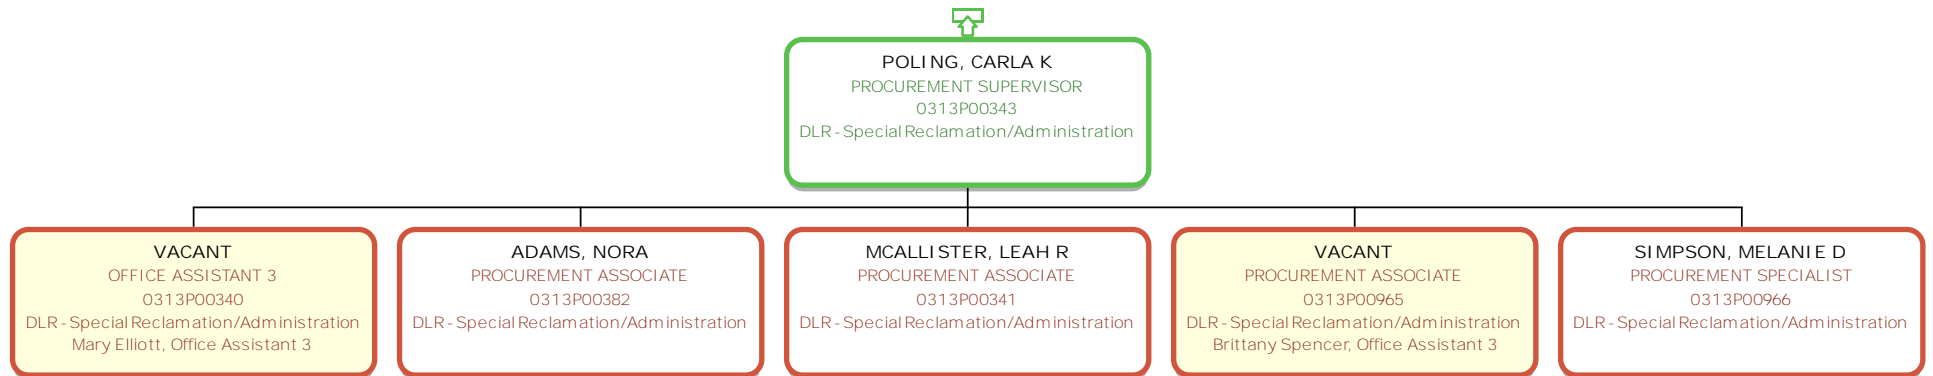 POLING, CARLA K
PROCUREMENT SUPERVISOR
0313P00343
DLR - Special Reclamation/Administration
VACANT
OFFICE ASSISTANT 3
0313P00340
DLR - Special Reclamation/Administration
Mary Elliott, Office Assistant 3
ADAMS, NORA
PROCUREMENT ASSOCIATE
0313P00382
DLR - Special Reclamation/Administration
MCALLISTER, LEAH R
PROCUREMENT ASSOCIATE
0313P00341
DLR - Special Reclamation/Administration
VACANT
PROCUREMENT ASSOCIATE
0313P00965
DLR - Special Reclamation/Administration
Brittany Spencer, Office Assistant 3
SIMPSON, MELANIE D
PROCUREMENT SPECIALIST
0313P00966
DLR - Special Reclamation/Administration